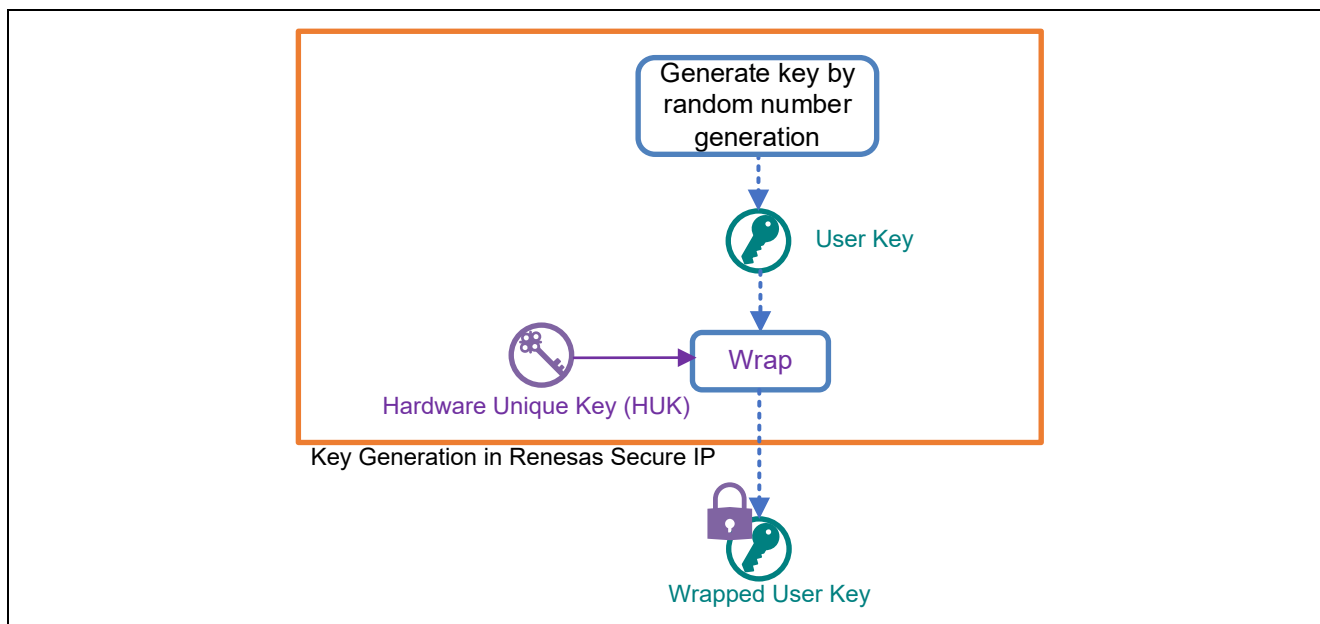 Generate key by
random number
generation
User Key
Wrap
Hardware Unique Key (HUK)
Key Generation in Renesas Secure IP
Wrapped User Key